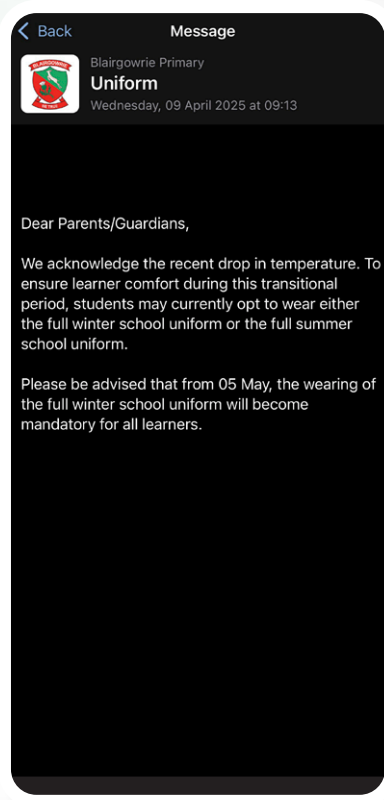 Back
Message
Blairgowrie Primary
Uniform
Wednesday, 09 April 2025 at 09:13
BLAIRGOWRIE
Dear Parents/Guardians,
We acknowledge the recent drop in temperature. To
ensure learner comfort during this transitional
period, students may currently opt to wear either
the full winter school uniform or the full summer
school uniform.
Please be advised that from 05 May, the wearing of
the full winter school uniform will become
mandatory for all learners.